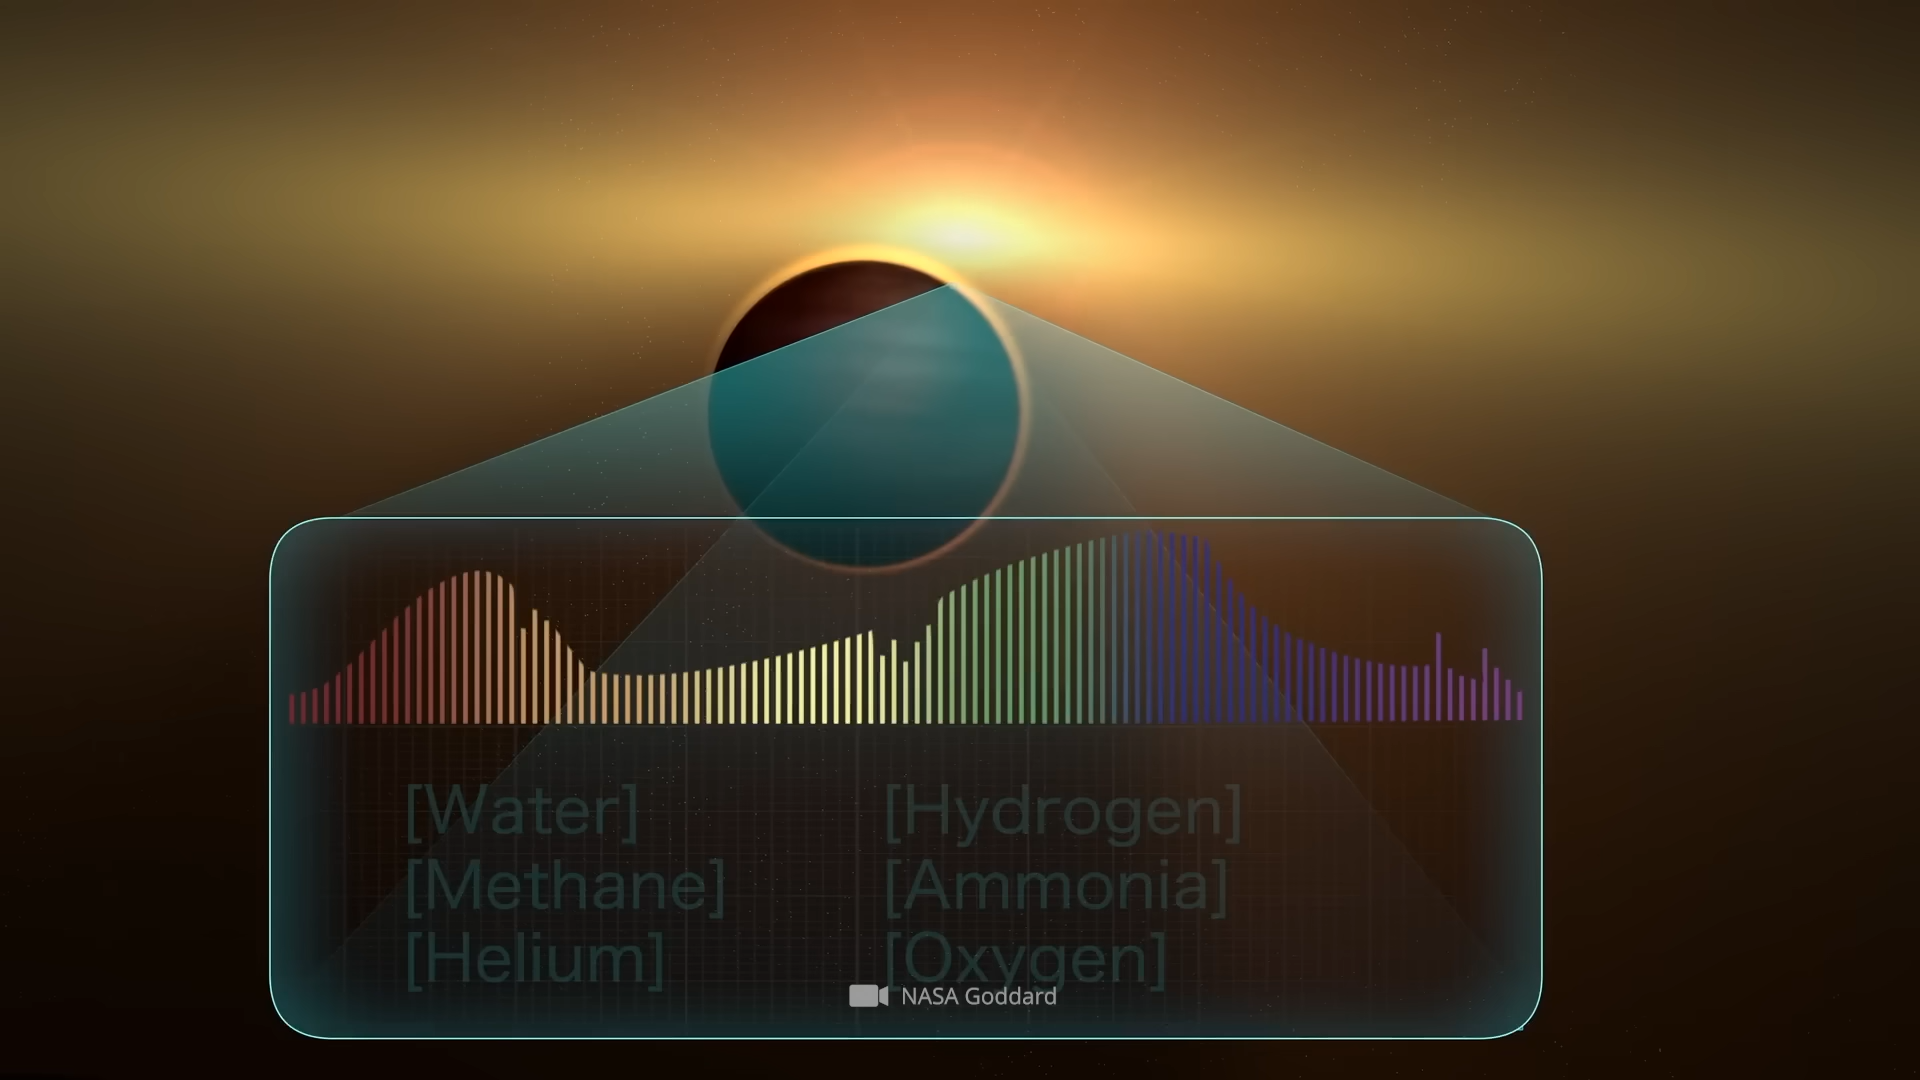 [Water]
[Methane]
[Helium]
[Hydrogen]
[Ammonia]
[Oxygen]
NASA Goddard